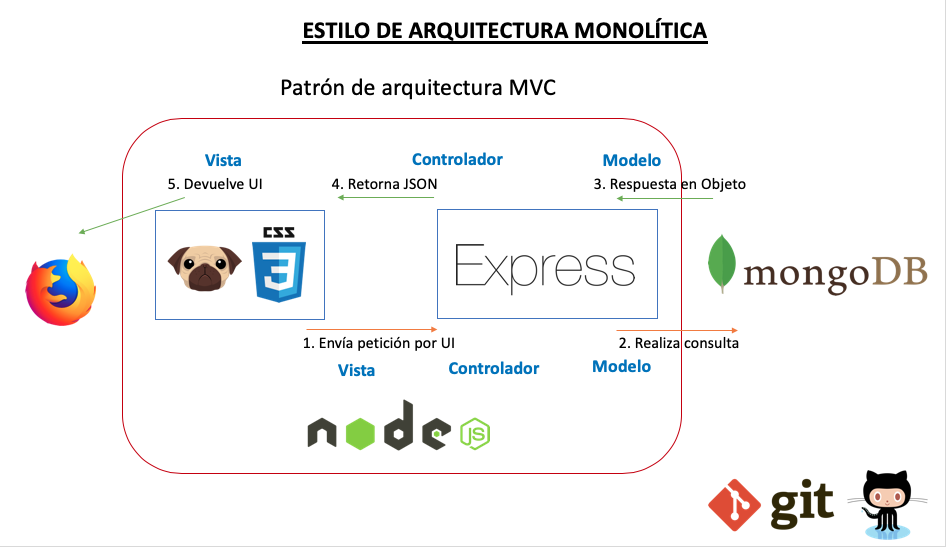 ESTILO DE ARQUITECTURA MONOLÍTICA
Patrón de arquitectura MVC
Vista
Controlador
Modelo
5. Devuelve UI
4. Retorna JSON
3. Respuesta en Objeto
CSS
3
Express
mongoDB
1. Envía petición por UI
2. Realiza consulta
Vista
Controlador
Modelo
node
JS
git